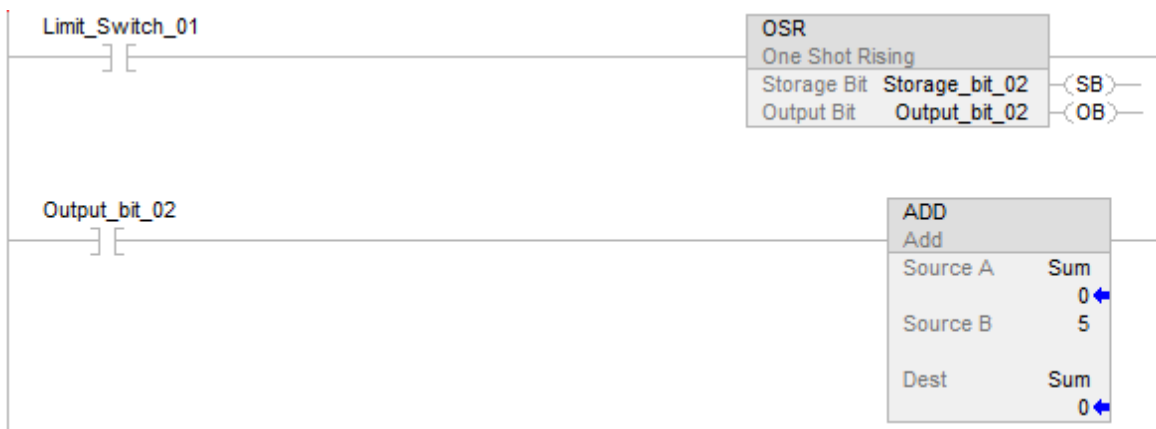 Limit_Switch_01
OSR
One Shot Rising
Storage Bit Storage_bit_02 SB
Output Bit Output_bit_02 OB
Output_bit_02
ADD
Add
Source A Sum
0
Source B 5
Dest Sum
0